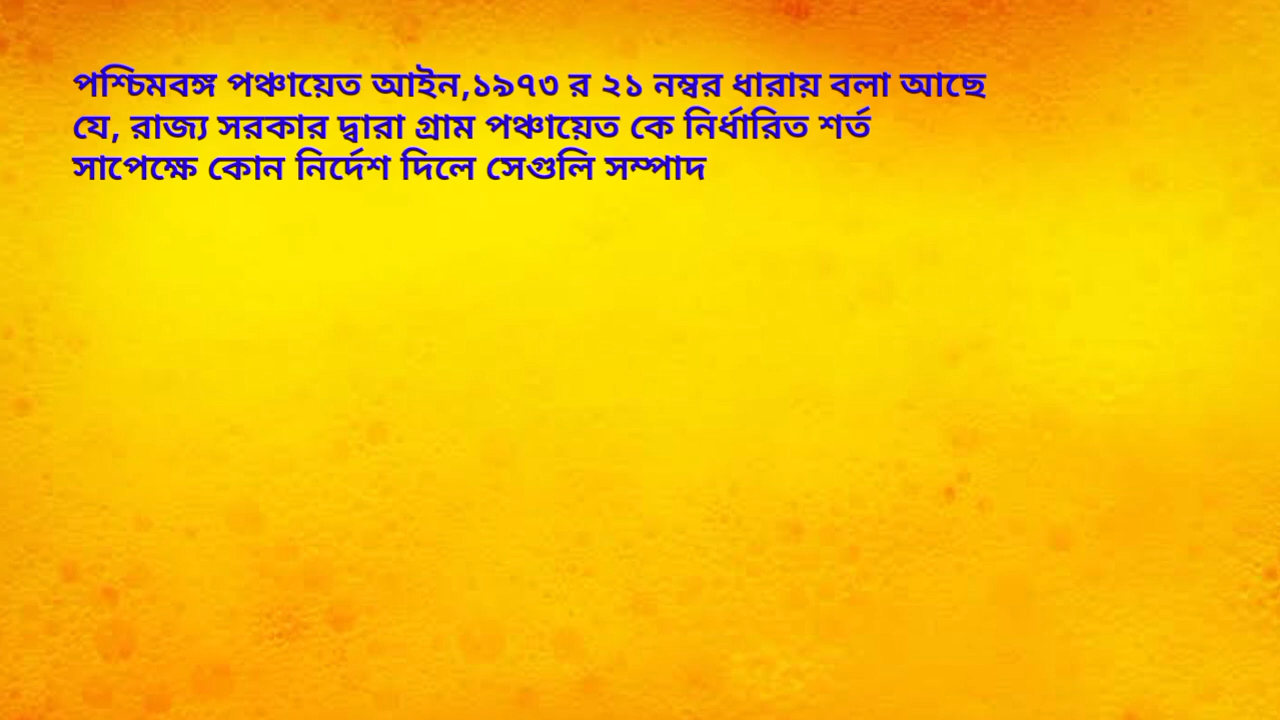 পশ্চিমবঙ্গ পঞ্চায়েত আইন,১৯৭৩ র ২১ নম্বর ধারায় বলা আছে
যে, রাজ্য সরকার দ্বারা গ্রাম পঞ্চায়েত কে নির্ধারিত শর্ত
সাপেক্ষে কোন নির্দেশ দিলে সেগুলি সম্পাদ